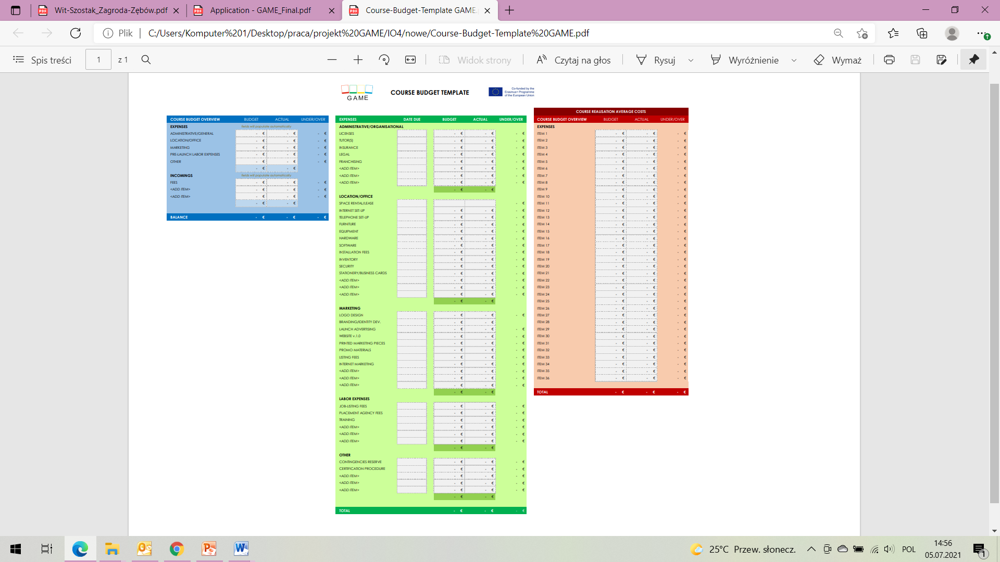 Wit-Szostak_Zagroda-Zębów.pdf
Application - GAME_Final.pdf
Course-Budget-Template GAME.
Plik
C:/Users/Komputer%201/Desktop/praca/projekt%20GAME/IO4/nowe/Course-Budget-Template%20GAME.pdf
Spis treści
1 z 1
Widok strony
Czytaj na głos
Rysuj
Wyróżnienie
Wymaż
GAME
COURSE BUDGET TEMPLATE
Co-funded by the
Erasmus+ Programme
of the European Union
COURSE BUDGET OVERVIEW BUDGET ACTUAL UNDER/OVER
EXPENSES fields will populate automatically
ADMINISTRATIVE/GENERAL - € - € - €
LOCATION/OFFICE - € - € - €
MARKETING - € - € - €
PRE-LAUNCH LABOR EXPENSES - € - € - €
OTHER - € - € - €
- € - €
INCOMINGS fields will populate automatically
FEES - € - € - €
<ADD ITEM> - € - € - €
<ADD ITEM> - € - € - €
- € - €
BALANCE - € - € - €
EXPENSES DATE DUE BUDGET ACTUAL UNDER/OVER
ADMINISTRATIVE/ORGANISATIONAL
LICENSES - € - € - €
TUTOR(S) - € - € - €
INSURANCE - € - € - €
LEGAL - € - € - €
FRANCHISING - € - € - €
<ADD ITEM> - € - € - €
<ADD ITEM> - € - € - €
<ADD ITEM> - € - € - €
- € - €
LOCATION/OFFICE
SPACE RENTAL/LEASE - €
INTERNET SET-UP - € - € - €
TELEPHONE SET-UP - € - € - €
FURNITURE - € - € - €
EQUIPMENT - € - € - €
HARDWARE - € - € - €
SOFTWARE - € - € - €
INSTALLATION FEES - € - € - €
INVENTORY - € - € - €
SECURITY - € - € - €
STATIONERY/BUSINESS CARDS - € - € - €
<ADD ITEM> - € - € - €
<ADD ITEM> - € - € - €
<ADD ITEM> - € - € - €
- € - €
MARKETING
LOGO DESIGN - € - € - €
BRANDING/IDENTITY DEV. - € - €
LAUNCH ADVERTISING - € - € - €
WEBSITE v.1.0 - € - € - €
PRINTED MARKETING PIECES - € - € - €
PROMO MATERIALS - € - € - €
LISTING FEES - € - € - €
INTERNET MARKETING - € - € - €
<ADD ITEM> - € - € - €
<ADD ITEM> - € - € - €
<ADD ITEM> - € - € - €
- € - €
LABOR EXPENSES
JOB-LISTING FEES - € - € - €
PLACEMENT AGENCY FEES - € - € - €
TRAINING - € - € - €
<ADD ITEM> - € - € - €
<ADD ITEM> - € - € - €
<ADD ITEM> - € - € - €
- € - €
OTHER
CONTINGENCIES RESERVE - € - € - €
CERTIFICATION PROCEDURE - € - € - €
<ADD ITEM> - € - € - €
<ADD ITEM> - € - € - €
<ADD ITEM> - € - € - €
- € - €
TOTAL - € - € - €
COURSE REALISATION AVERAGE COSTS
COURSE BUDGET OVERVIEW BUDGET ACTUAL UNDER/OVER
EXPENSES
ITEM 1 - € - € - €
ITEM 2 - € - € - €
ITEM 3 - € - € - €
ITEM 4 - € - € - €
ITEM 5 - € - € - €
ITEM 6 - € - € - €
ITEM 7 - € - € - €
ITEM 8 - € - € - €
ITEM 9 - € - € - €
ITEM 10 - € - € - €
ITEM 11 - € - € - €
ITEM 12 - € - € - €
ITEM 13 - € - € - €
ITEM 14 - € - € - €
ITEM 15 - € - € - €
ITEM 16 - € - € - €
ITEM 17 - € - € - €
ITEM 18 - € - € - €
ITEM 19 - € - € - €
ITEM 20 - € - € - €
ITEM 21 - € - € - €
ITEM 22 - € - € - €
ITEM 23 - € - € - €
ITEM 24 - € - € - €
ITEM 25 - € - € - €
ITEM 26 - € - € - €
ITEM 27 - € - € - €
ITEM 28 - € - € - €
ITEM 29 - € - € - €
ITEM 30 - € - € - €
ITEM 31 - € - € - €
ITEM 32 - € - € - €
ITEM 33 - € - € - €
ITEM 34 - € - € - €
ITEM 35 - € - € - €
ITEM 36 - € - € - €
TOTAL - € - € - €
25°C Przew. słonecz.
POL
14:56
05.07.2021
1